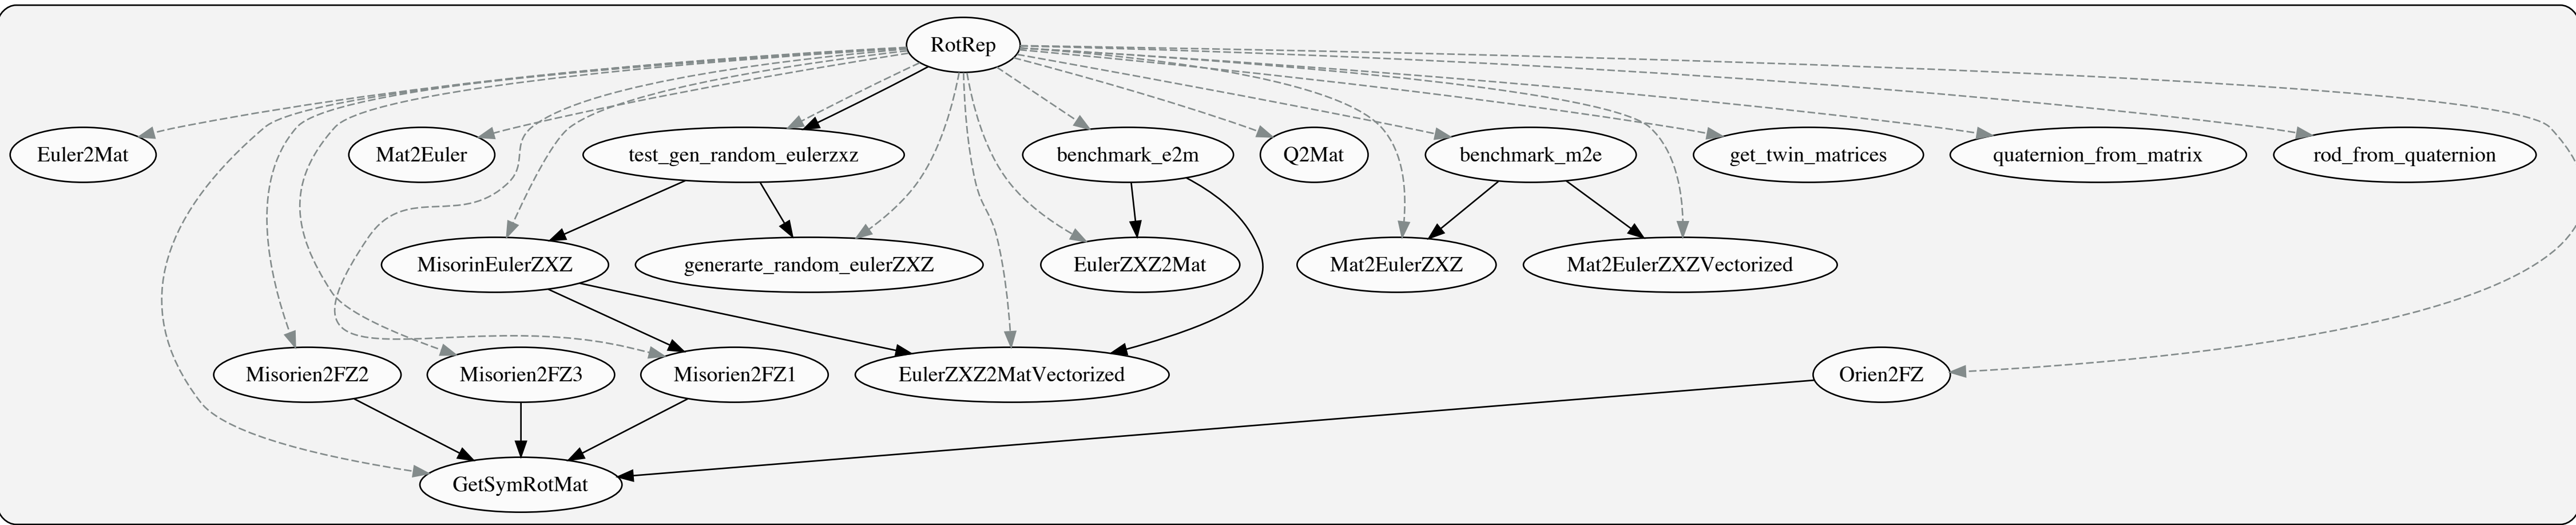 RotRep
Euler2Mat
Mat2Euler
test_gen_random_eulerzxz
benchmark_e2m
Q2Mat
benchmark_m2e
get_twin_matrices
quaternion_from_matrix
rod_from_quaternion
MisorinEulerZXZ
generarte_random_eulerZXZ
EulerZXZ2Mat
Mat2EulerZXZ
Mat2EulerZXZVectorized
Misorien2FZ2
Misorien2FZ3
Misorien2FZ1
EulerZXZ2MatVectorized
Orien2FZ
GetSymRotMat